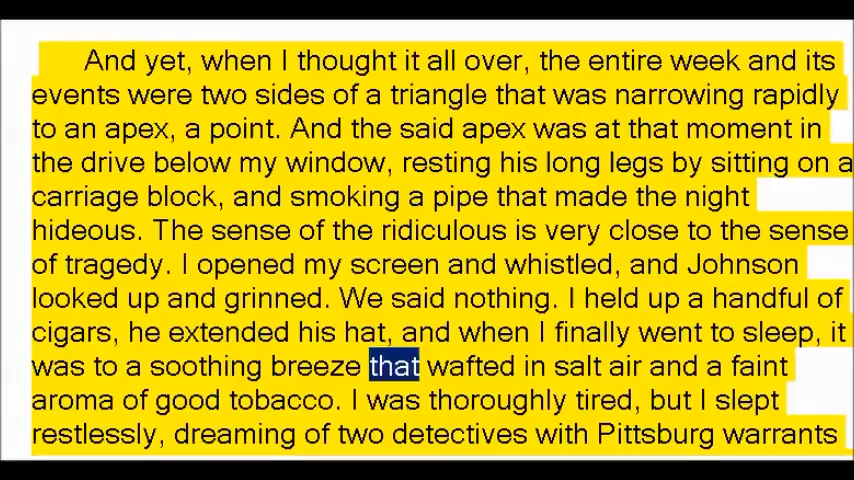 And yet, when I thought it all over, the entire week and its
events were two sides of a triangle that was narrowing rapidly
to an apex, a point. And the said apex was at that moment in
the drive below my window, resting his long legs by sitting on a
carriage block, and smoking a pipe that made the night
hideous. The sense of the ridiculous is very close to the sense
of tragedy. I opened my screen and whistled, and Johnson
looked up and grinned. We said nothing. I held up a handful of
cigars, he extended his hat, and when I finally went to sleep, it
was to a soothing breeze that wafted in salt air and a faint
aroma of good tobacco. I was thoroughly tired, but I slept
restlessly, dreaming of two detectives with Pittsburg warrants